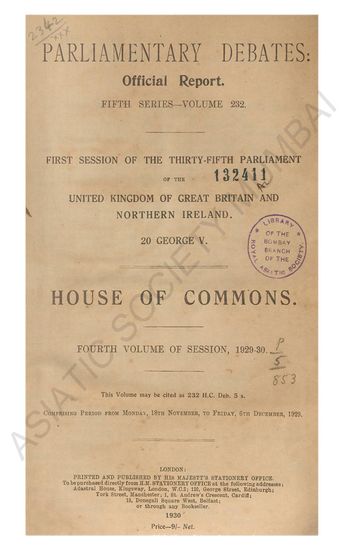 2342
xxx
PARLIAMENTARY DEBATES:
Official Report.
FIFTH SERIES—VOLUME 232.
FIRST SESSION OF THE THIRTY-FIFTH PARLIAMENT
OF THE
132411
UNITED KINGDOM OF GREAT BRITAIN AND
NORTHERN IRELAND.
20 GEORGE V.
LIBRARY
OF THE
BOMBAY
BRANCH
OF THE
ROYAL ASIATIC SOCIETY
HOUSE OF COMMONS.
FOURTH VOLUME OF SESSION, 1929-30.
P
5
853
This Volume may be cited as 232 H.C. Deb. 5 s.
COMPRISING PERIOD FROM MONDAY, 18TH NOVEMBER, TO FRIDAY, 6TH DECEMBER, 1929.
LONDON:
PRINTED AND PUBLISHED BY HIS MAJESTY'S STATIONERY OFFICE.
To be purchased directly from H.M. STATIONERY OFFICE at the following addresses:
Adastral House, Kingsway, London, W.C.2; 120, George Street, Edinburgh;
York Street, Manchester; 1, St. Andrew's Crescent, Cardiff;
15, Donegall Square West, Belfast;
or through any Bookseller.
1930
Price—9/- Net.
ASIATIC SOCIETY MUMBAI